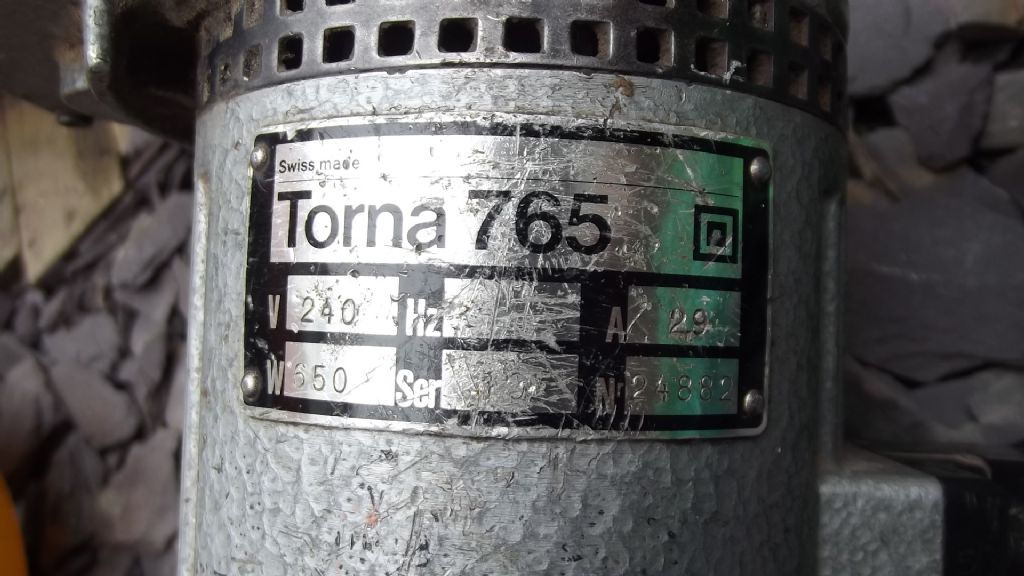 Swiss made
Torna 765
V 240 Hz A 2.9
W 650 Ser Nr 24882